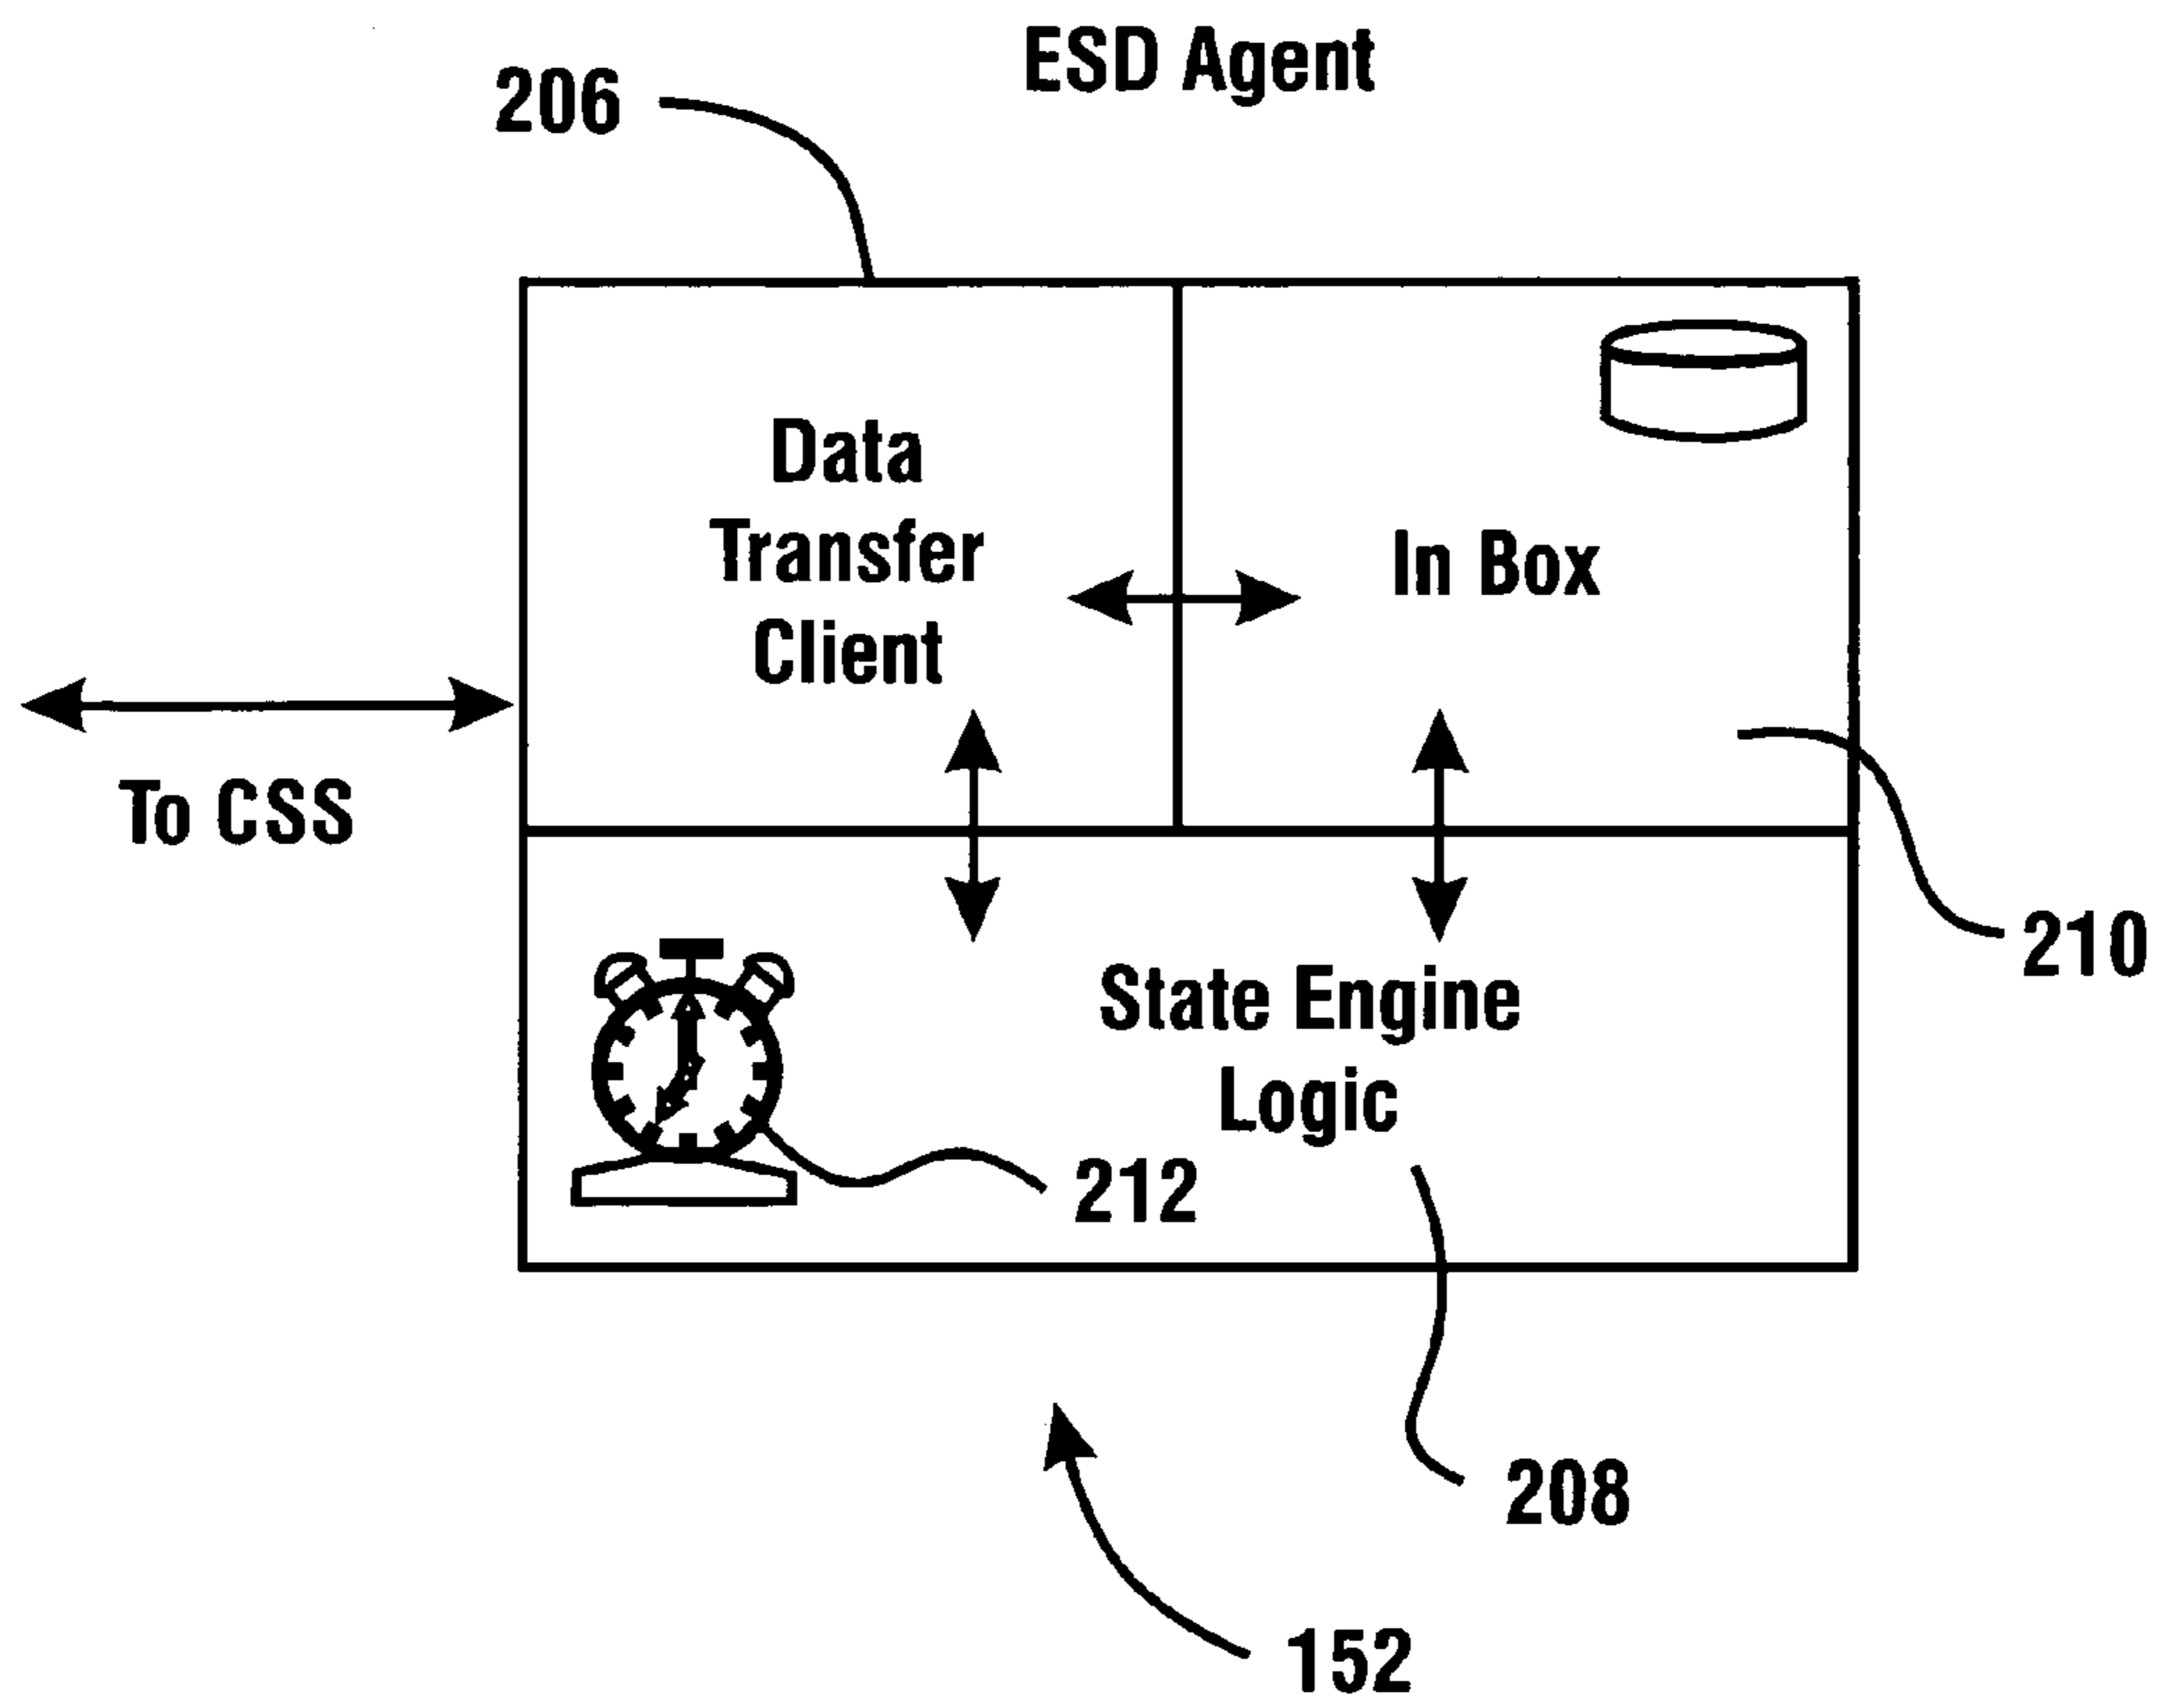 ESD Agent
206
Data
Transfer
Client
In Box
To CSS
210
State Engine
Logic
212
208
152